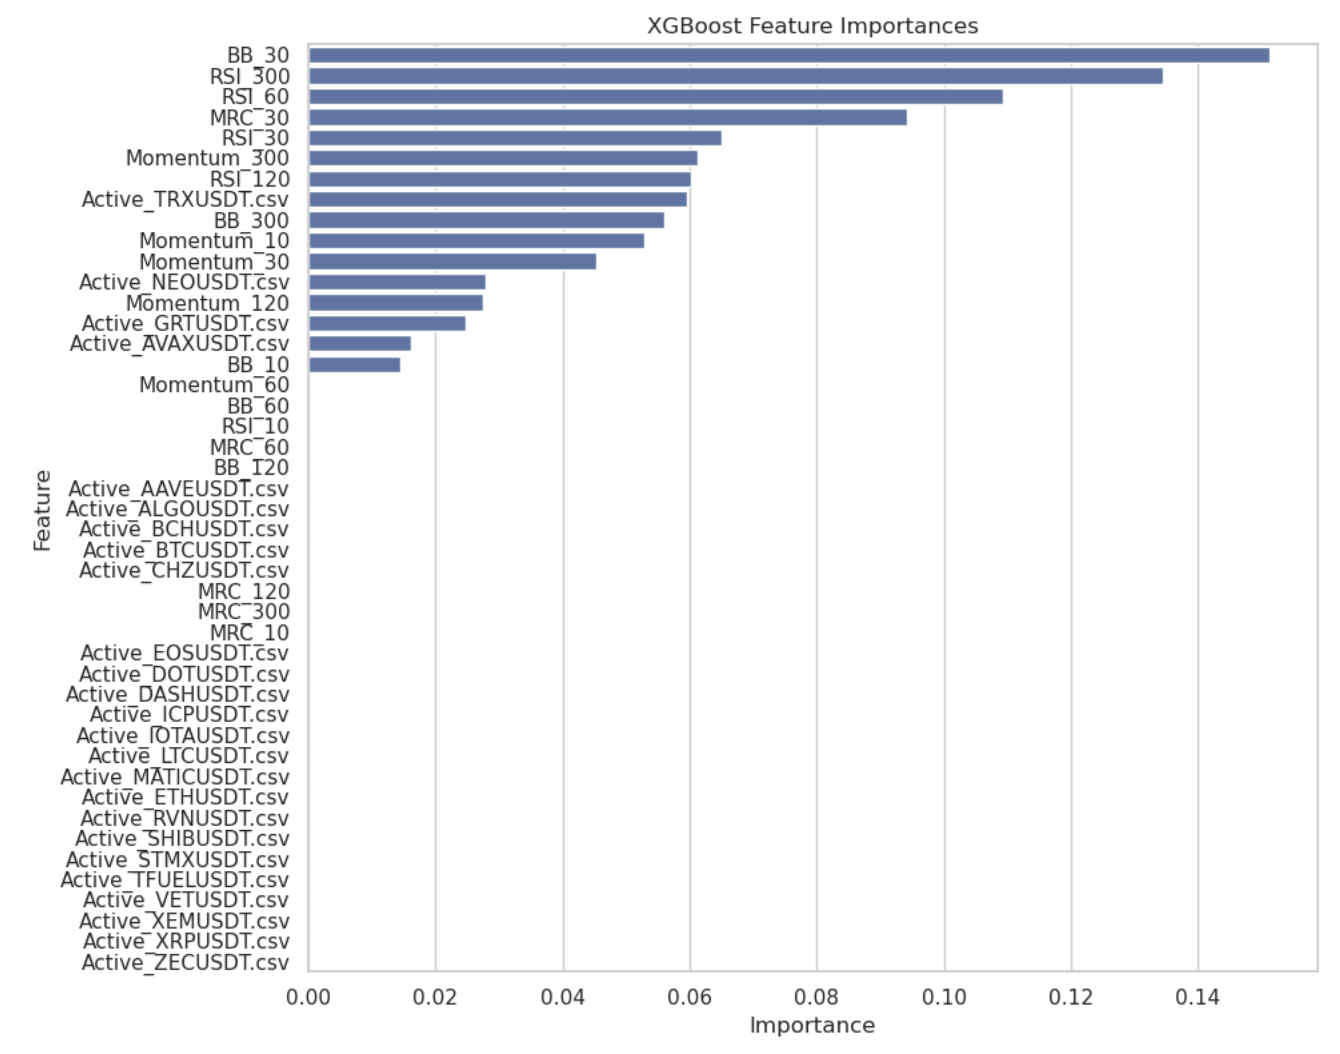 XGBoost Feature Importances
BB_30
RSI_300
RSI_60
MRC_30
RSI_30
Momentum_300
RSI_120
Active_TRXUSDT.csv
BB_300
Momentum_10
Momentum_30
Active_NEOUSDT.csv
Momentum_120
Active_GRTUSDT.csv
Active_AVAXUSDT.csv
BB_10
Momentum_60
BB_60
RSI_10
MRC_60
BB_120
Active_AAVEUSDT.csv
Active_ALGOUSDT.csv
Active_BCHUSDT.csv
Active_BTCUSDT.csv
Active_CHZUSDT.csv
MRC_120
MRC_300
MRC_10
Active_EOSUSDT.csv
Active_DOTUSDT.csv
Active_DASHUSDT.csv
Active_ICPUSDT.csv
Active_IOTAUSDT.csv
Active_LTCUSDT.csv
Active_MATICUSDT.csv
Active_ETHUSDT.csv
Active_RVNUSDT.csv
Active_SHIBUSDT.csv
Active_STMXUSDT.csv
Active_TFUELUSDT.csv
Active_VETUSDT.csv
Active_XEMUSDT.csv
Active_XRPUSDT.csv
Active_ZECUSDT.csv
Feature
0.00 0.02 0.04 0.06 0.08 0.10 0.12 0.14
Importance